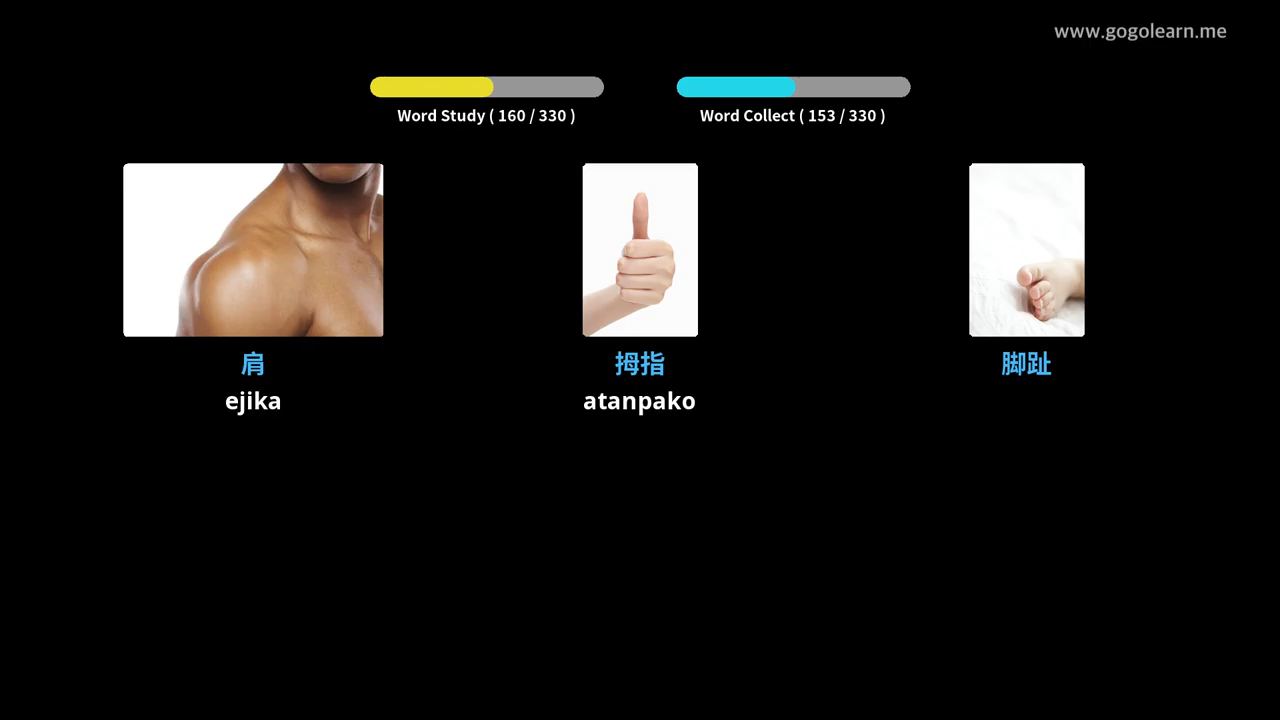 www.gogolearn.me
Word Study ( 160 / 330 )
Word Collect ( 153 / 330 )
肩
ejika
拇指
atanpako
脚趾